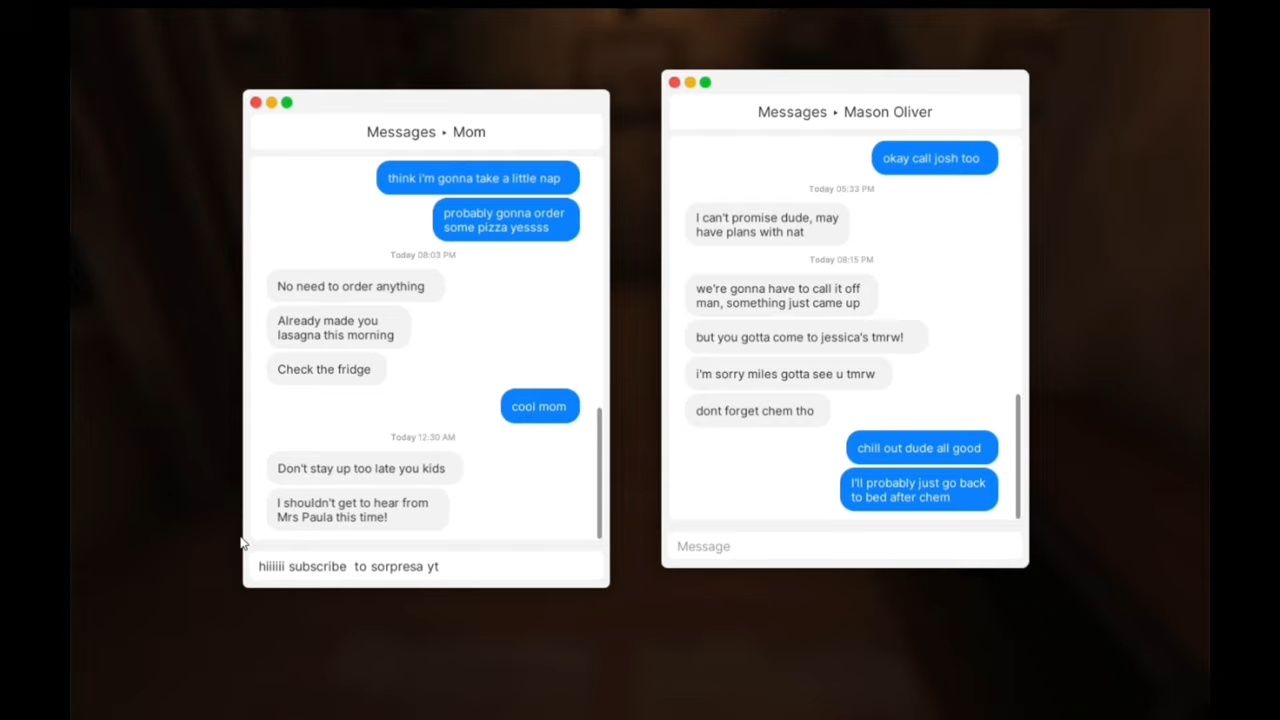 Messages ‣ Mom
think i'm gonna take a little nap
probably gonna order
some pizza yessss
Today 08:03 PM
No need to order anything
Already made you
lasagna this morning
Check the fridge
cool mom
Today 12:30 AM
Don't stay up too late you kids
I shouldn't get to hear from
Mrs Paula this time!
hiiiiii subscribe  to sorpresa yt
Messages ‣ Mason Oliver
okay call josh too
Today 05:33 PM
I can't promise dude, may
have plans with nat
Today 08:15 PM
we're gonna have to call it off
man, something just came up
but you gotta come to jessica's tmrw!
i'm sorry miles gotta see u tmrw
dont forget chem tho
chill out dude all good
I'll probably just go back
to bed after chem
Message